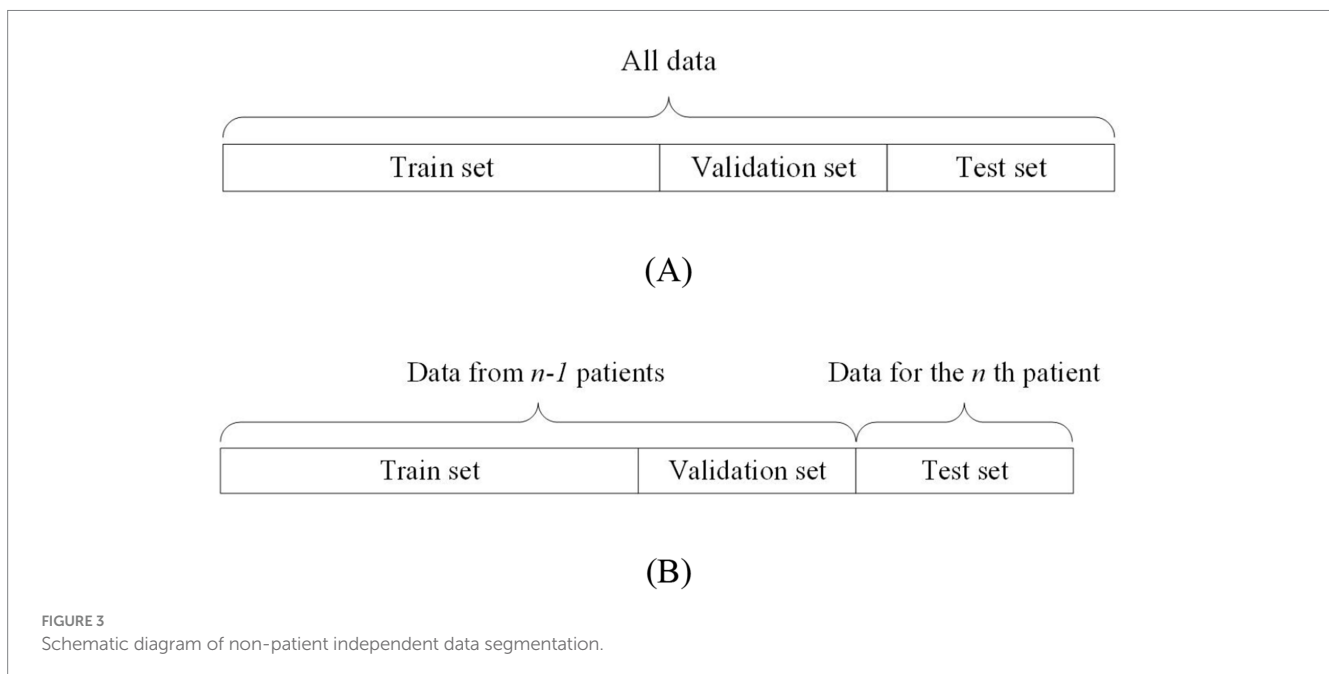 All data
Train set Validation set Test set
(A)
Data from n-1 patients Data for the n th patient
Train set Validation set Test set
(B)
FIGURE 3
Schematic diagram of non-patient independent data segmentation.